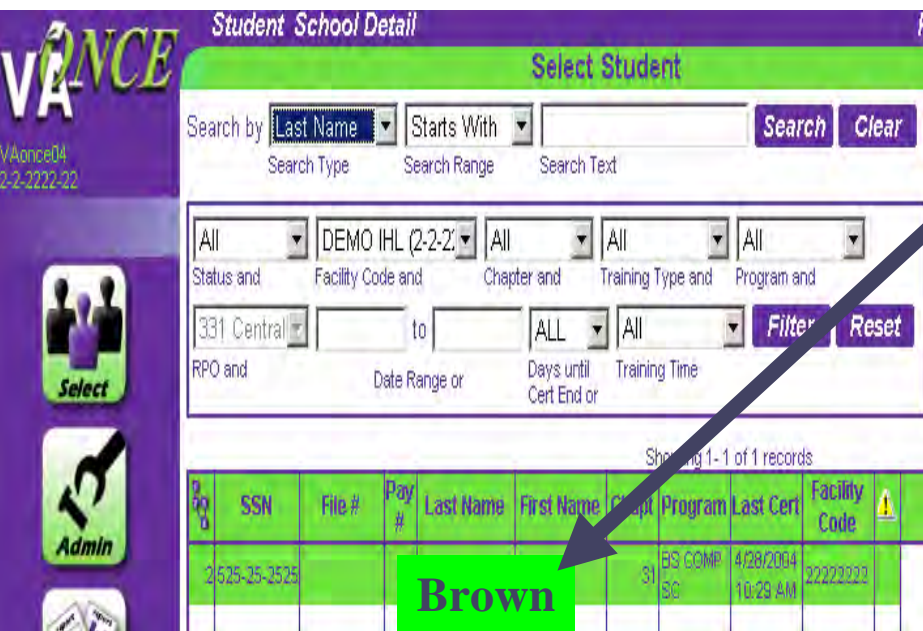 Student School Detail
VA ONCE
VAonce04
2-2-2222-22
Select Student
Search by Last Name Starts With Search Clear
Search Type Search Range Search Text
All DEMO IHL (2-2-2 All All All
Status and Facility Code and Chapter and Training Type and Program and
331 Central to ALL All Filter Reset
RPO and Date Range or Days until Cert End or Training Time
Select
Showing 1-1 of 1 records
SSN File # Pay # Last Name First Name Chapt Program Last Cert Facility Code
Admin
2 525-25-2525 Brown 31 BS COMP SC 4/28/2004 10:29 AM 22222222